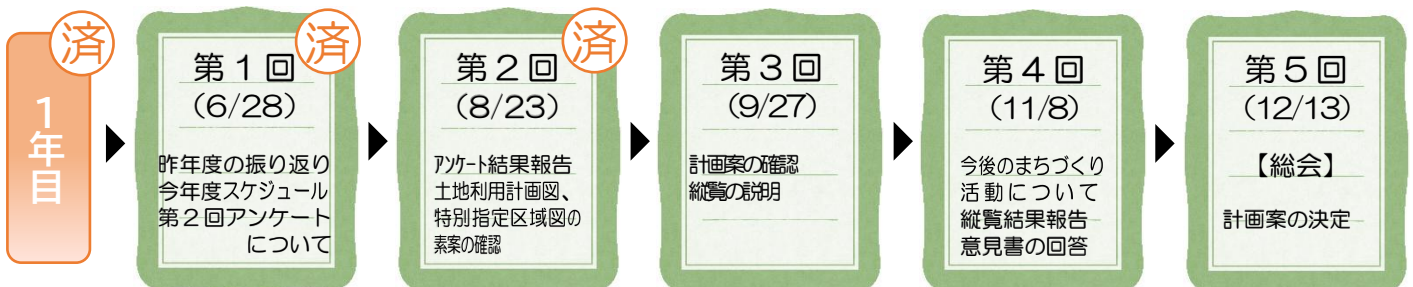 済
1年目
済
第1回
(6/28)
昨年度の振り返り
今年度スケジュール
第2回アンケート
について
済
第2回
(8/23)
ｱﾝｹｰﾄ結果報告
土地利用計画図、
特別指定区域図の
素案の確認
第3回
(9/27)
計画案の確認
縦覧の説明
第4回
(11/8)
今後のまちづくり
活動について
縦覧結果報告
意見書の回答
第5回
(12/13)
【総会】
計画案の決定